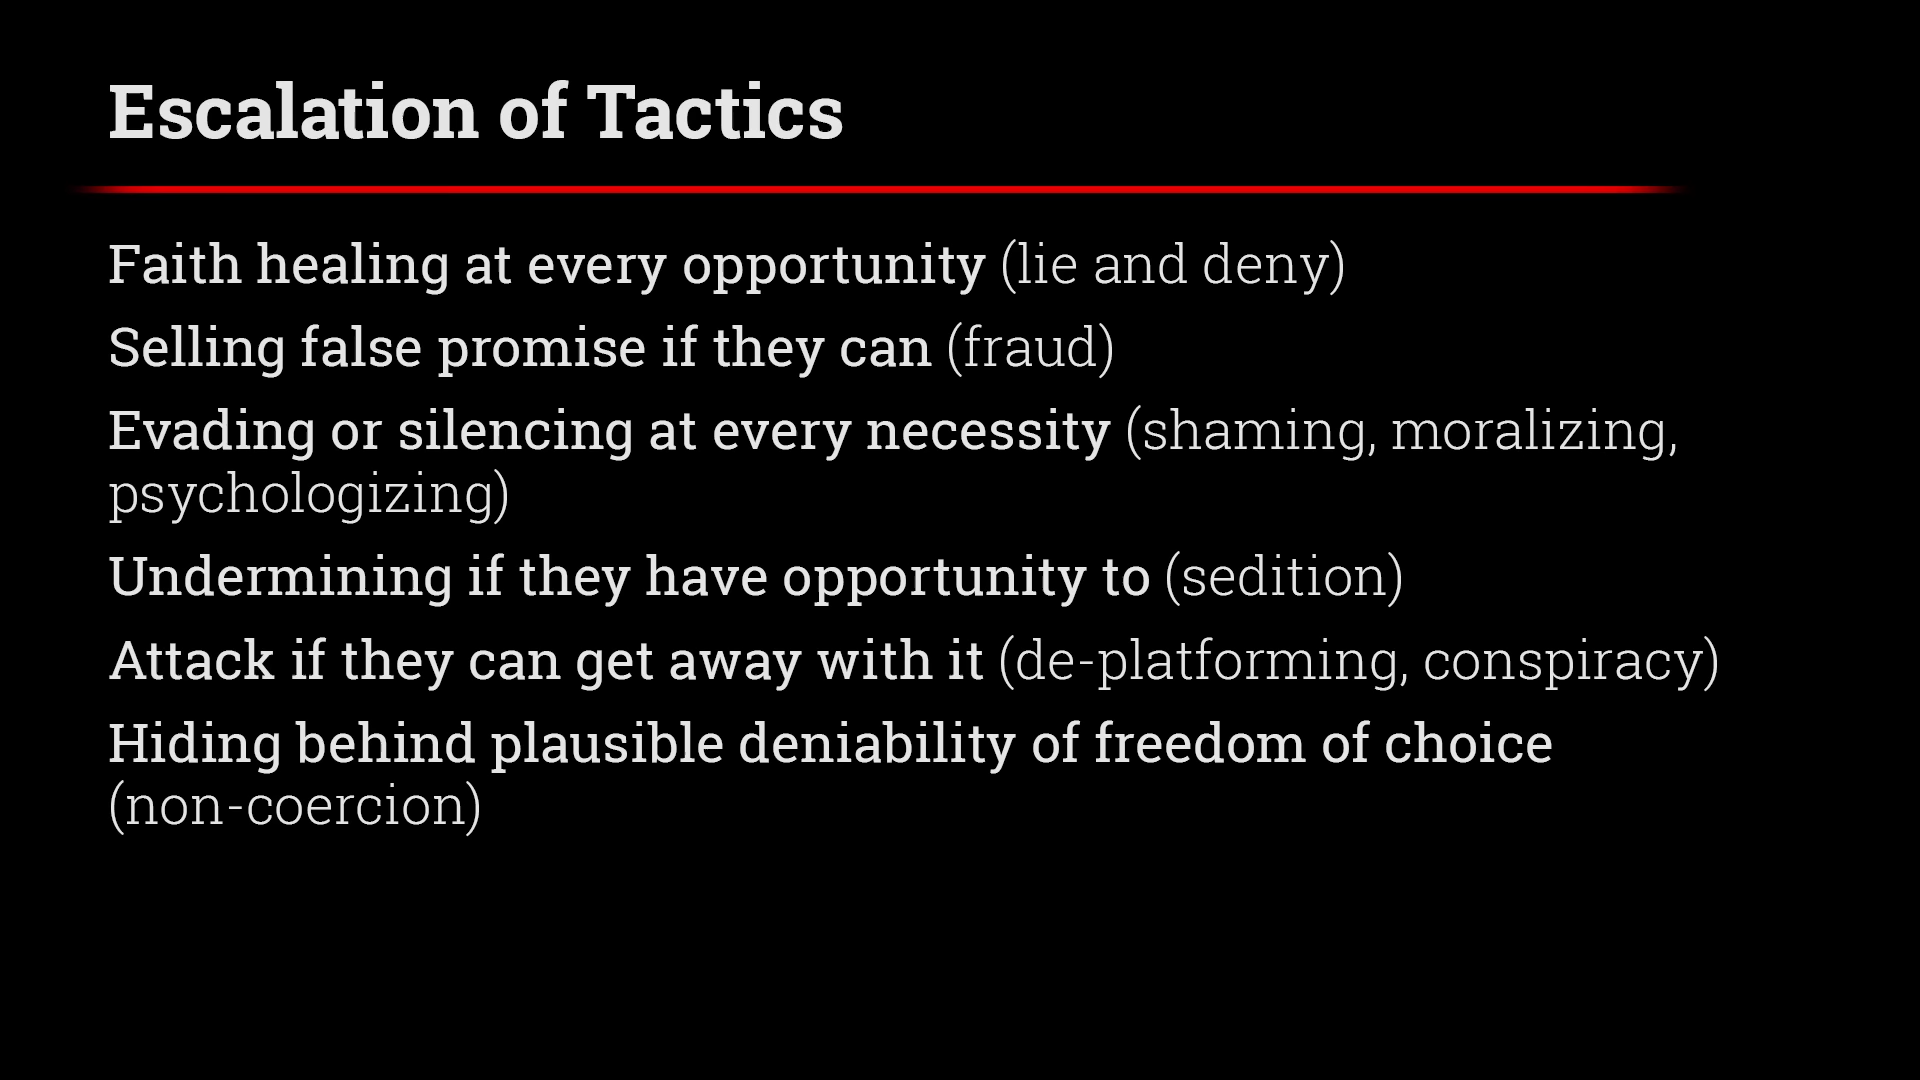 Escalation of Tactics
Faith healing at every opportunity (lie and deny)
Selling false promise if they can (fraud)
Evading or silencing at every necessity (shaming, moralizing,
psychologizing)
Undermining if they have opportunity to (sedition)
Attack if they can get away with it (de-platforming, conspiracy)
Hiding behind plausible deniability of freedom of choice
(non-coercion)